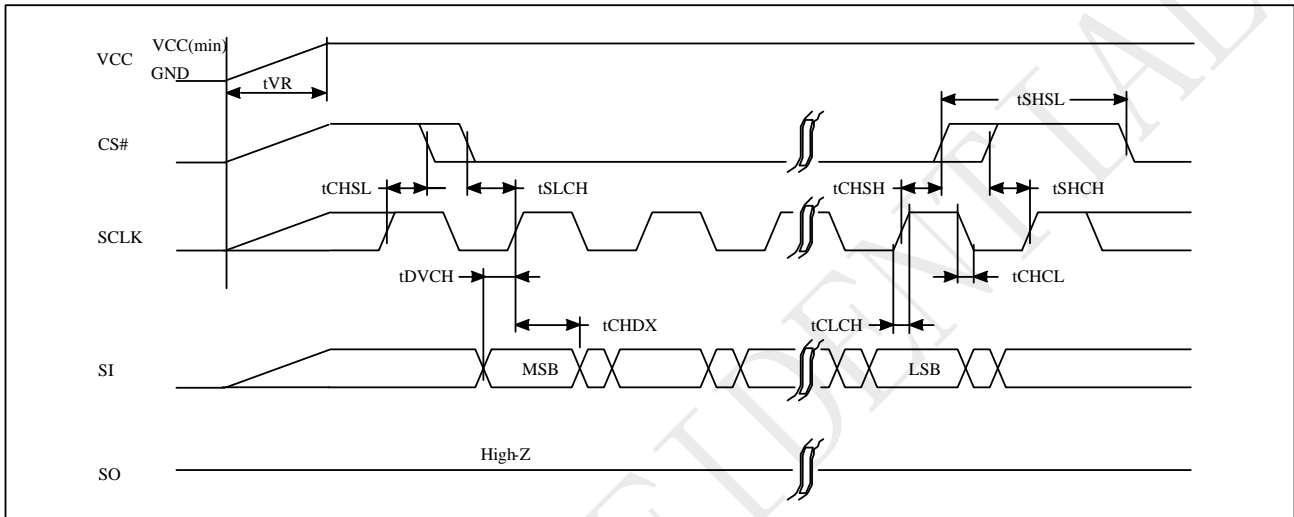 VCC
VCC(min)
GND
tVR
tSHSL
CS#
tCHSL
tSLCH
tCHSH
tSHCH
SCLK
tDVCH
tCHCL
tCHDX
tCLCH
SI
MSB
LSB
High-Z
SO
FIDENTIAL